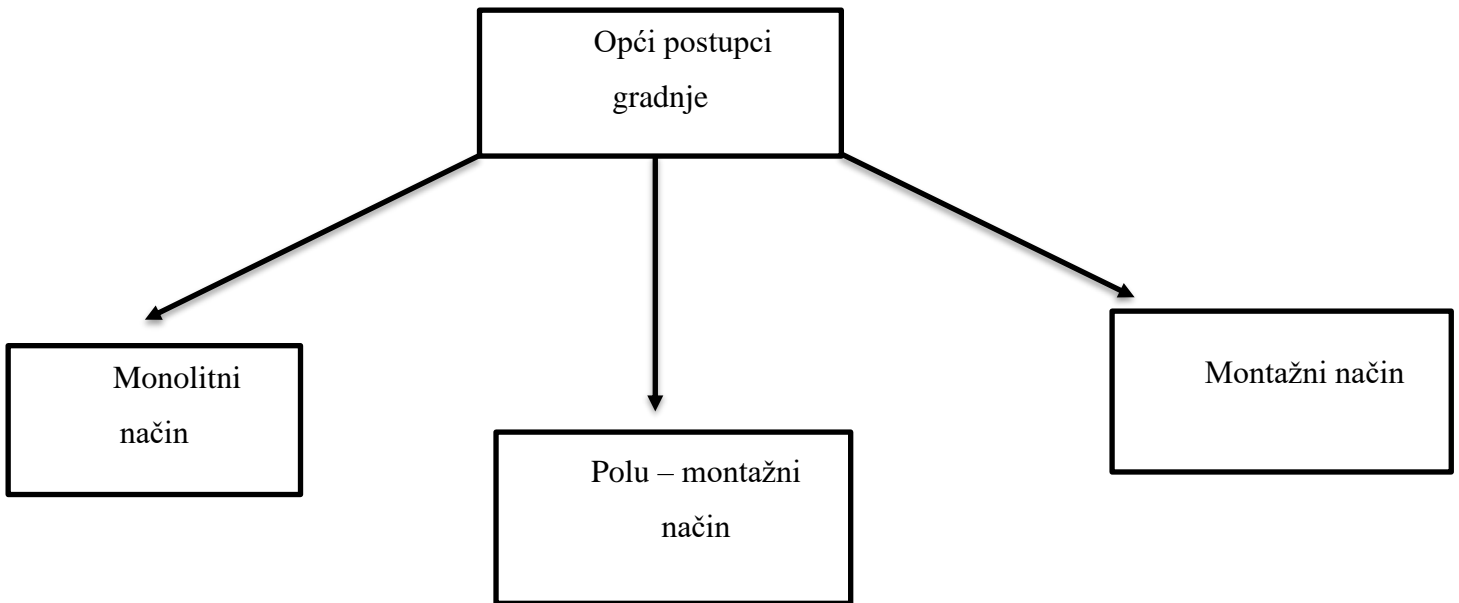 Opći postupci
gradnje
Monolitni
način
Polu – montažni
način
Montažni način